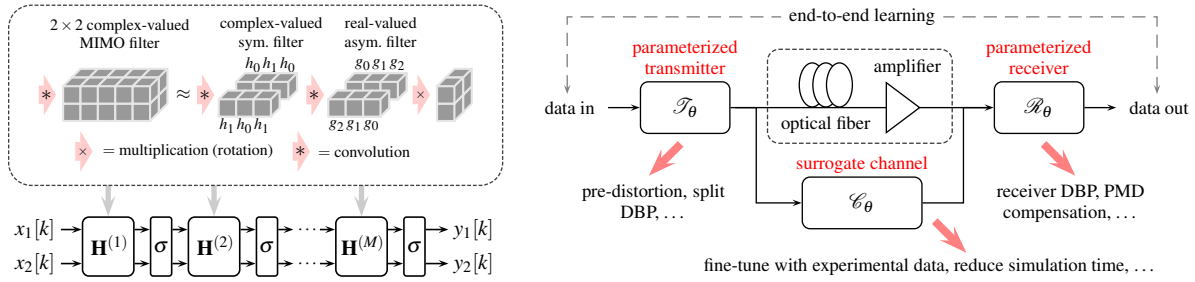 2 × 2 complex-valued
MIMO filter
complex-valued
sym. filter
h₀ h₁ h₀
real-valued
asym. filter
g₀ g₁ g₂
∗
≈
∗
∗
×
h₁ h₀ h₁
g₂ g₁ g₀
× = multiplication (rotation)
∗ = convolution
x₁[k]
x₂[k]
H⁽¹⁾
σ
H⁽²⁾
σ
⋯
⋯
H⁽ᴹ⁾
σ
y₁[k]
y₂[k]
end-to-end learning
parameterized
transmitter
amplifier
parameterized
receiver
data in
𝒯θ
optical fiber
ℛθ
data out
surrogate channel
𝒞θ
pre-distortion, split
DBP, …
receiver DBP, PMD
compensation, …
fine-tune with experimental data, reduce simulation time, …